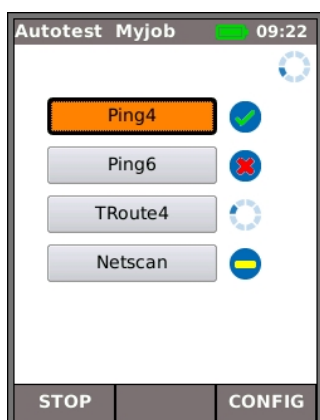 Autotest Myjob 09:22
Ping4
Ping6
TRoute4
Netscan
STOP CONFIG